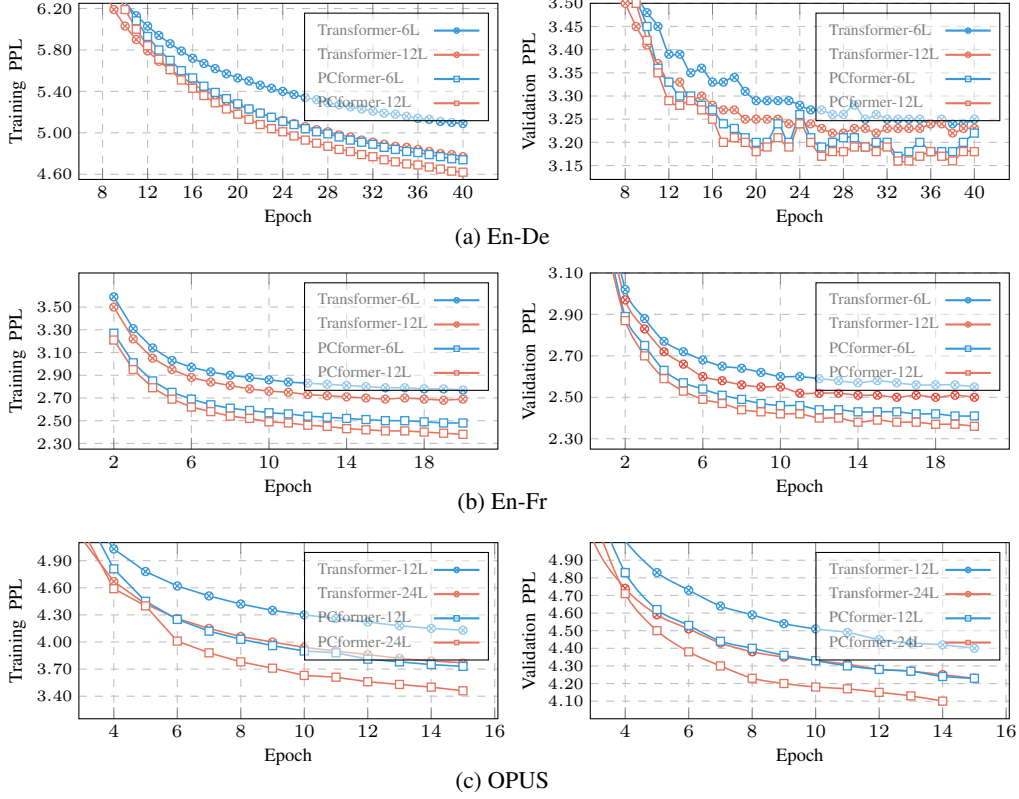 6.20
5.80
5.40
5.00
4.60
Training PPL
Transformer-6L
Transformer-12L
PCformer-6L
PCformer-12L
8 12 16 20 24 28 32 36 40
Epoch
3.50
3.45
3.40
3.35
3.30
3.25
3.20
3.15
Validation PPL
Transformer-6L
Transformer-12L
PCformer-6L
PCformer-12L
8 12 16 20 24 28 32 36 40
Epoch
(a) En-De
3.50
3.30
3.10
2.90
2.70
2.50
2.30
Training PPL
Transformer-6L
Transformer-12L
PCformer-6L
PCformer-12L
2 6 10 14 18
Epoch
3.10
2.90
2.70
2.50
2.30
Validation PPL
Transformer-6L
Transformer-12L
PCformer-6L
PCformer-12L
2 6 10 14 18
Epoch
(b) En-Fr
4.90
4.60
4.30
4.00
3.70
3.40
Training PPL
Transformer-12L
Transformer-24L
PCformer-12L
PCformer-24L
4 6 8 10 12 14 16
Epoch
4.90
4.80
4.70
4.60
4.50
4.40
4.30
4.20
4.10
Validation PPL
Transformer-12L
Transformer-24L
PCformer-12L
PCformer-24L
4 6 8 10 12 14 16
Epoch
(c) OPUS